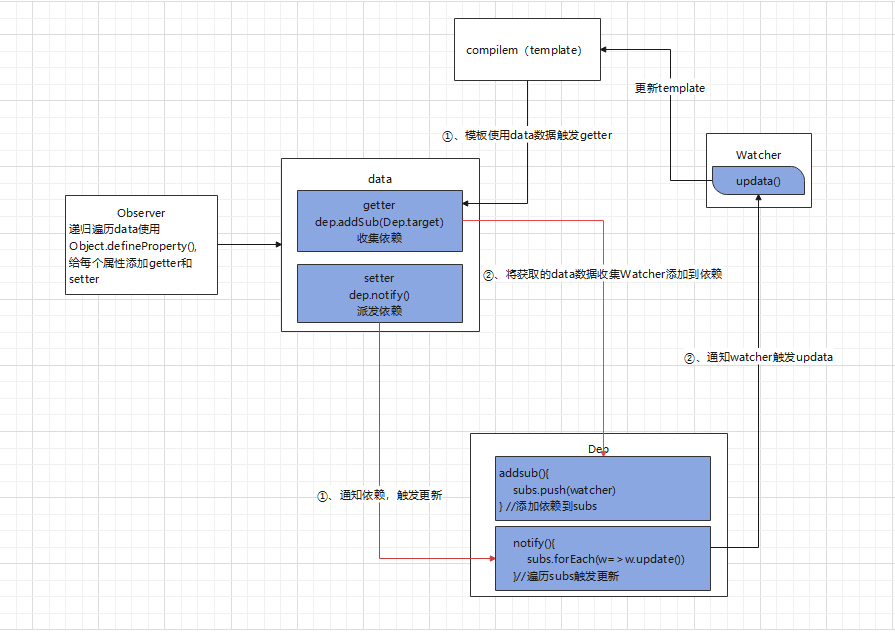 compilem（template）
更新template
①、模板使用data数据触发getter
Watcher
updata()
data
getter
dep.addSub(Dep.target)
收集依赖
Observer
递归遍历data使用
Object.defineProperty(),
给每个属性添加getter和
setter
setter
dep.notify()
派发依赖
②、将获取的data数据收集Watcher添加到依赖
②、通知watcher触发updata
Dep
addsub(){
subs.push(watcher)
} //添加依赖到subs
①、通知依赖，触发更新
notify(){
subs.forEach(w=>w.update())
}//遍历subs触发更新